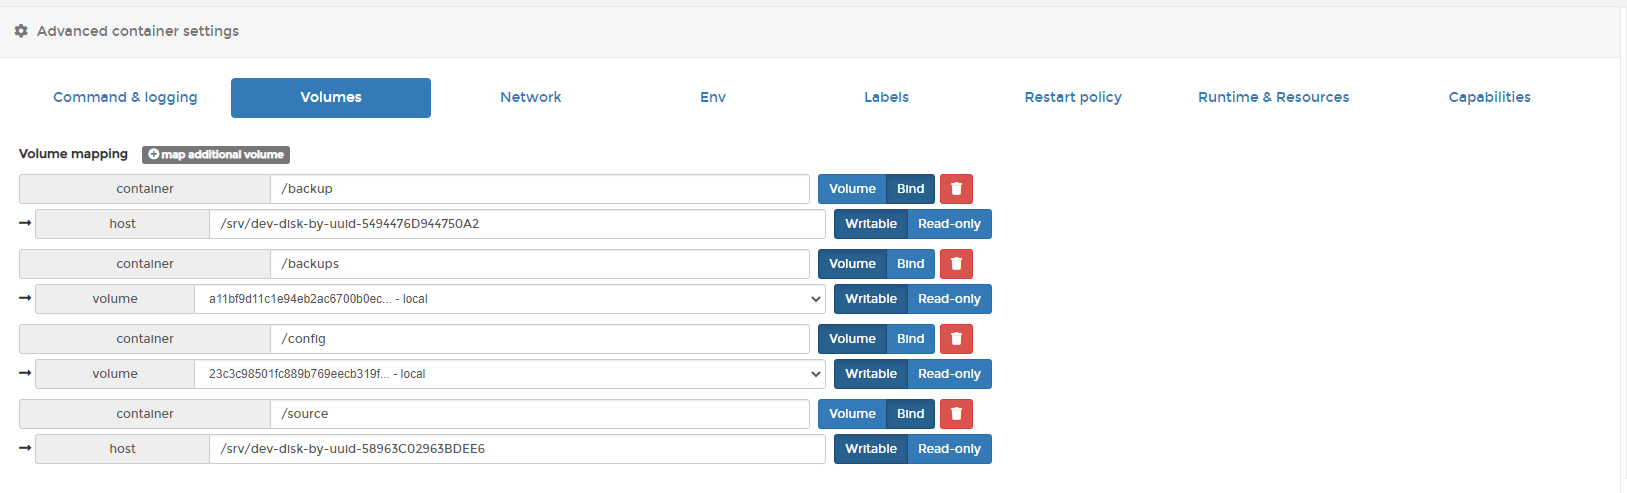 Advanced container settings
Command & logging Volumes Network Env Labels Restart policy Runtime & Resources Capabilities
Volume mapping map additional volume
container /backup Volume Bind
host /srv/dev-disk-by-uuid-5494476D944750A2 Writable Read-only
container /backups Volume Bind
volume a11bf9d11c1e94eb2ac6700b0ec... - local Writable Read-only
container /config Volume Bind
volume 23c3c98501fc889b769eecb319f... - local Writable Read-only
container /source Volume Bind
host /srv/dev-disk-by-uuid-58963C02963BDEE6 Writable Read-only